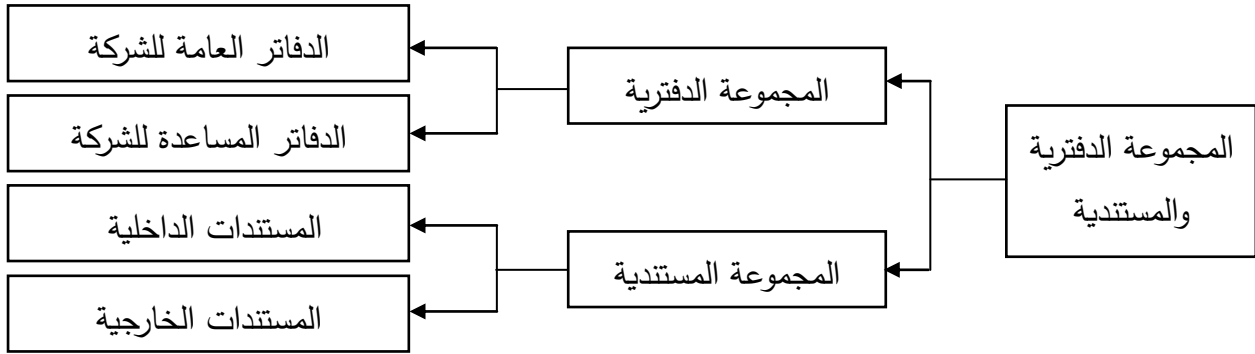 المجموعة الدفترية
والمستندية
المجموعة الدفترية
الدفاتر العامة للشركة
الدفاتر المساعدة للشركة
المجموعة المستندية
المستندات الداخلية
المستندات الخارجية